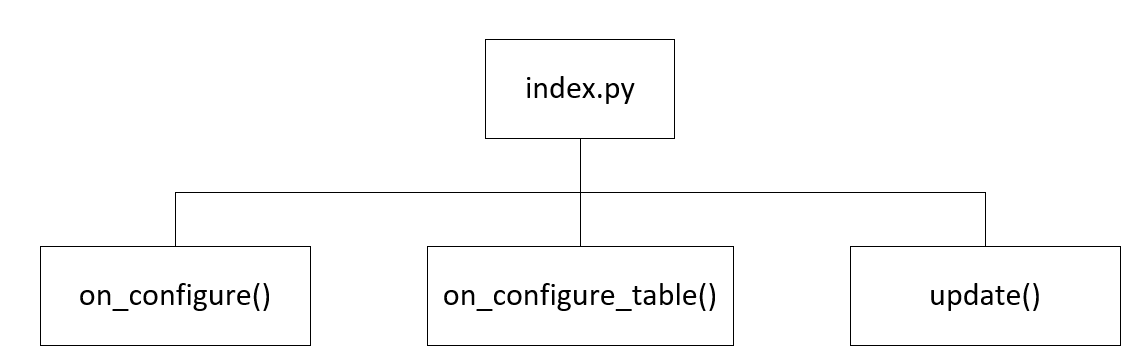 index.py
on_configure()
on_configure_table()
update()